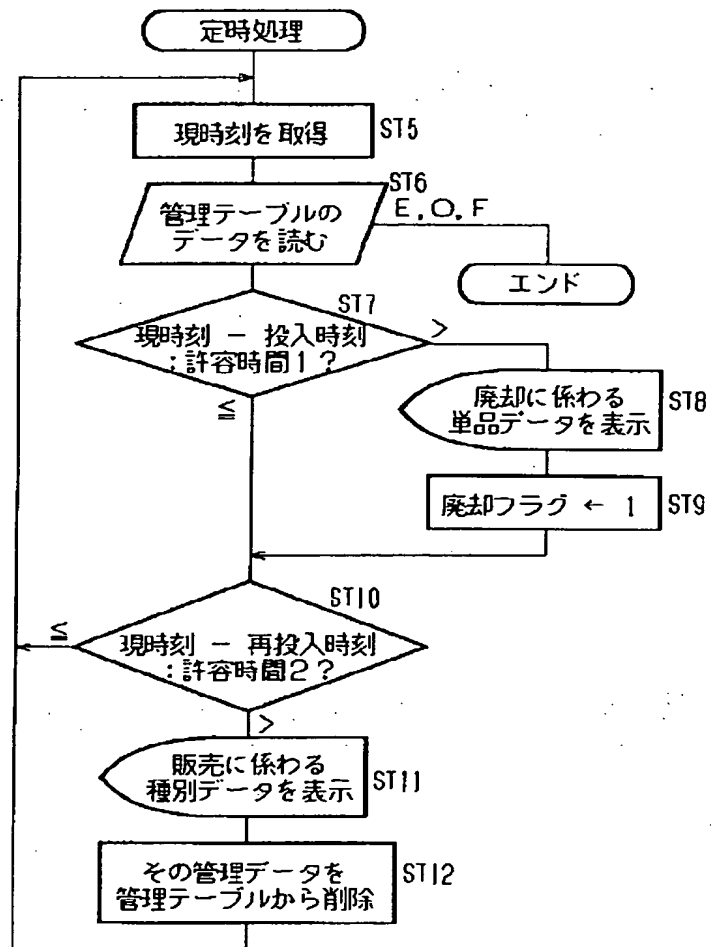 定時処理
現時刻を取得
ST5
ST6
管理テーブルの
データを読む
E.O.F
エンド
ST7
現時刻 － 投入時刻
:許容時間1?
>
≦
廃却に係わる
単品データを表示
ST8
廃却フラグ ← 1
ST9
ST10
≦
現時刻 － 再投入時刻
:許容時間2?
>
販売に係わる
種別データを表示
ST11
その管理データを
管理テーブルから削除
ST12